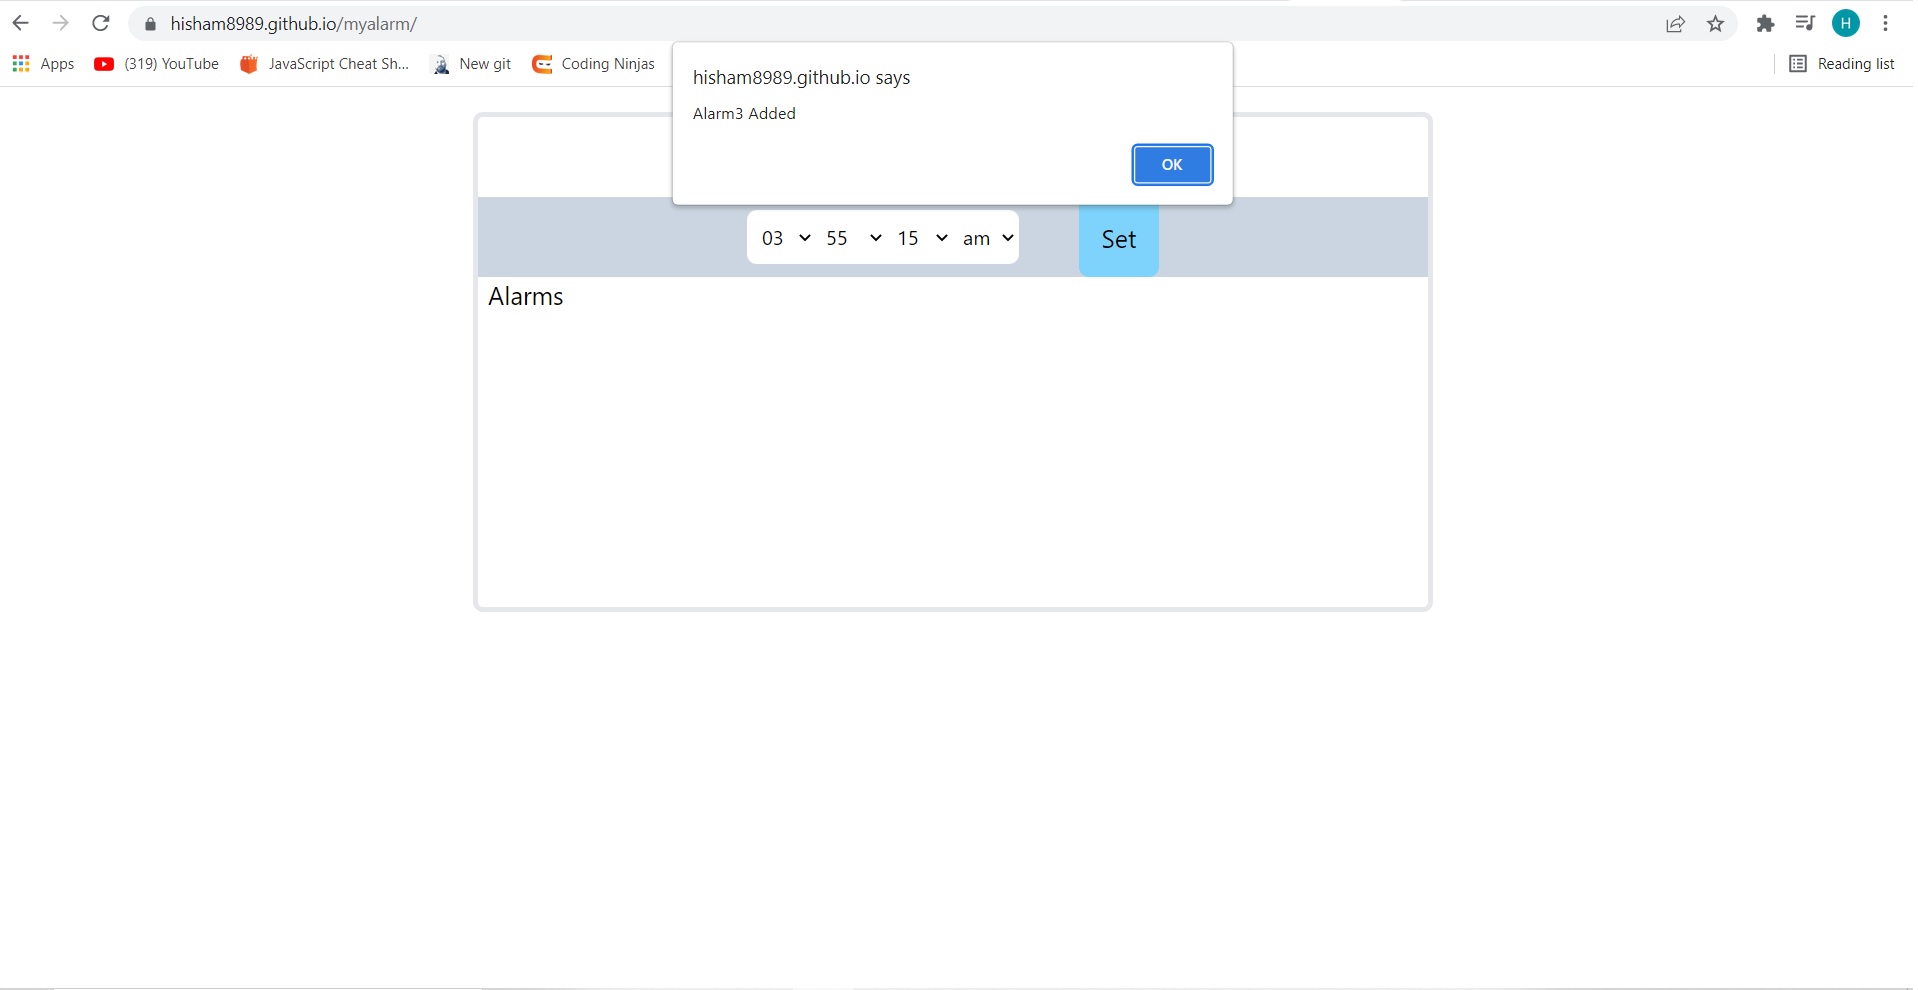 hisham8989.github.io/myalarm/
H
Apps (319) YouTube JavaScript Cheat Sh... New git Coding Ninjas Reading list
hisham8989.github.io says
Alarm3 Added
OK
03 55 15 am Set
Alarms